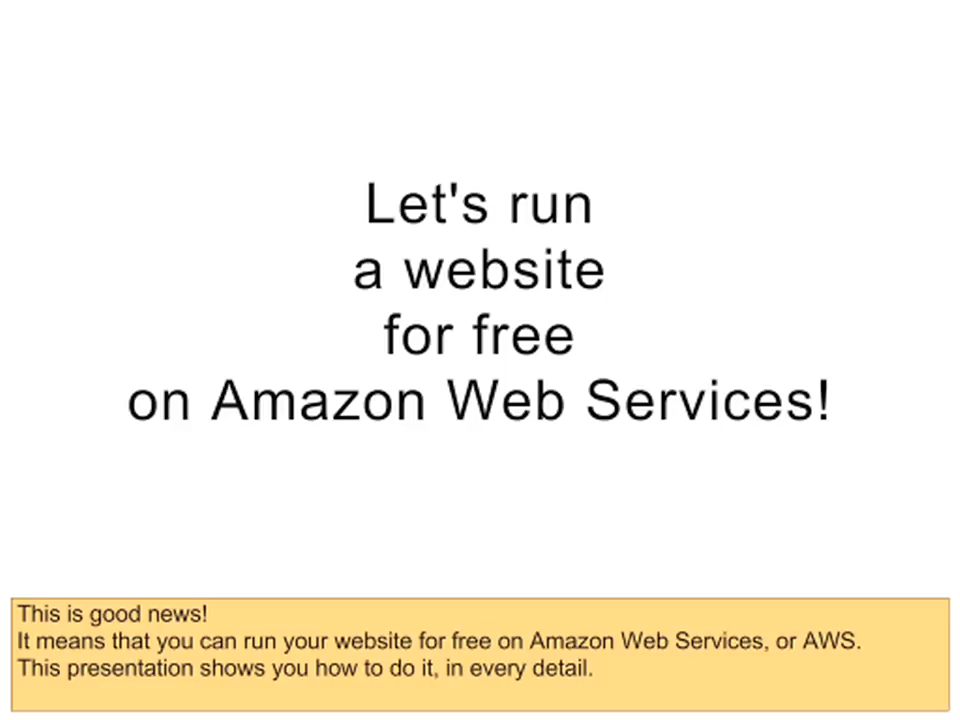 Let's run
a website
for free
on Amazon Web Services!
This is good news!
It means that you can run your website for free on Amazon Web Services, or AWS.
This presentation shows you how to do it, in every detail.